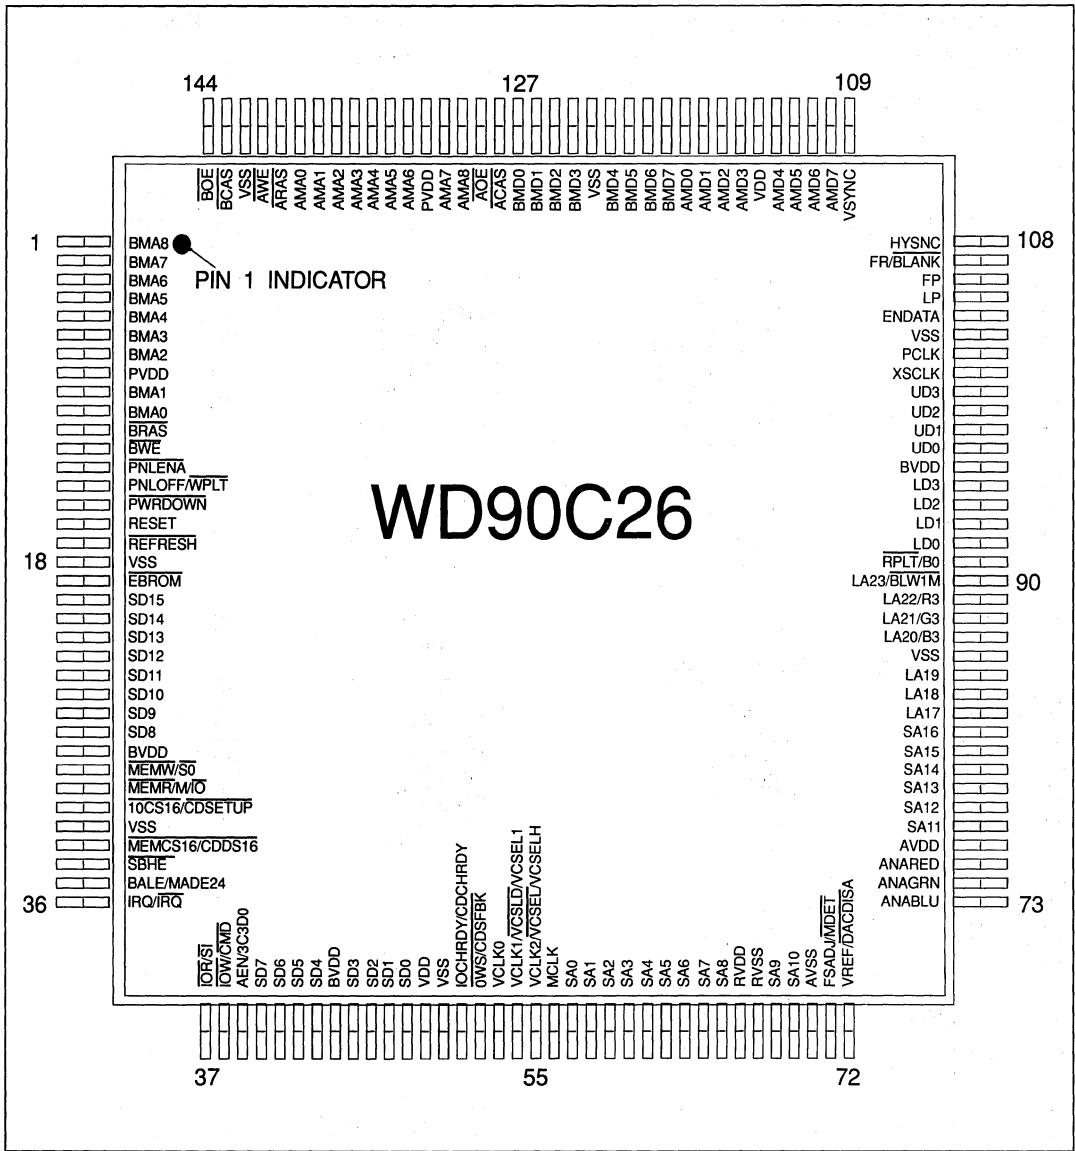 144 127 109
BOE
BCAS
VSS
AWE
ARAS
AMA0
AMA1
AMA2
AMA3
AMA4
AMA5
AMA6
PVDD
AMA7
AMA8
AOE
ACAS
BMD0
BMD1
BMD2
BMD3
VSS
BMD4
BMD5
BMD6
BMD7
AMD0
AMD1
AMD2
AMD3
VDD
AMD4
AMD5
AMD6
AMD7
VSYNC
1
BMA8
PIN 1 INDICATOR
BMA7
BMA6
BMA5
BMA4
BMA3
BMA2
PVDD
BMA1
BMA0
BRAS
BWE
PNLENA
PNLOFF/WPLT
PWRDOWN
RESET
REFRESH
18
VSS
EBROM
SD15
SD14
SD13
SD12
SD11
SD10
SD9
SD8
BVDD
MEMW/S0
MEMR/M/IO
10CS16/CDSETUP
VSS
MEMCS16/CDDS16
SBHE
BALE/MADE24
36
IRQ/IRQ
WD90C26
HYSNC
108
FR/BLANK
FP
LP
ENDATA
VSS
PCLK
XSCLK
UD3
UD2
UD1
UD0
BVDD
LD3
LD2
LD1
LD0
RPLT/B0
LA23/BLW1M
90
LA22/R3
LA21/G3
LA20/B3
VSS
LA19
LA18
LA17
SA16
SA15
SA14
SA13
SA12
SA11
AVDD
ANARED
ANAGRN
ANABLU
73
IOR/SI
IOW/CMD
AEN/3C3D0
SD7
SD6
SD5
SD4
BVDD
SD3
SD2
SD1
SD0
VDD
VSS
IOCHRDY/CDCHRDY
0WS/CDSFBK
VCLK0
VCLK1/VCSLD/VCSEL1
VCLK2/VCSEL/VCSELH
MCLK
SA0
SA1
SA2
SA3
SA4
SA5
SA6
SA7
SA8
RVDD
RVSS
SA9
SA10
AVSS
FSADJ/MDET
VREF/DACDISA
37 55 72